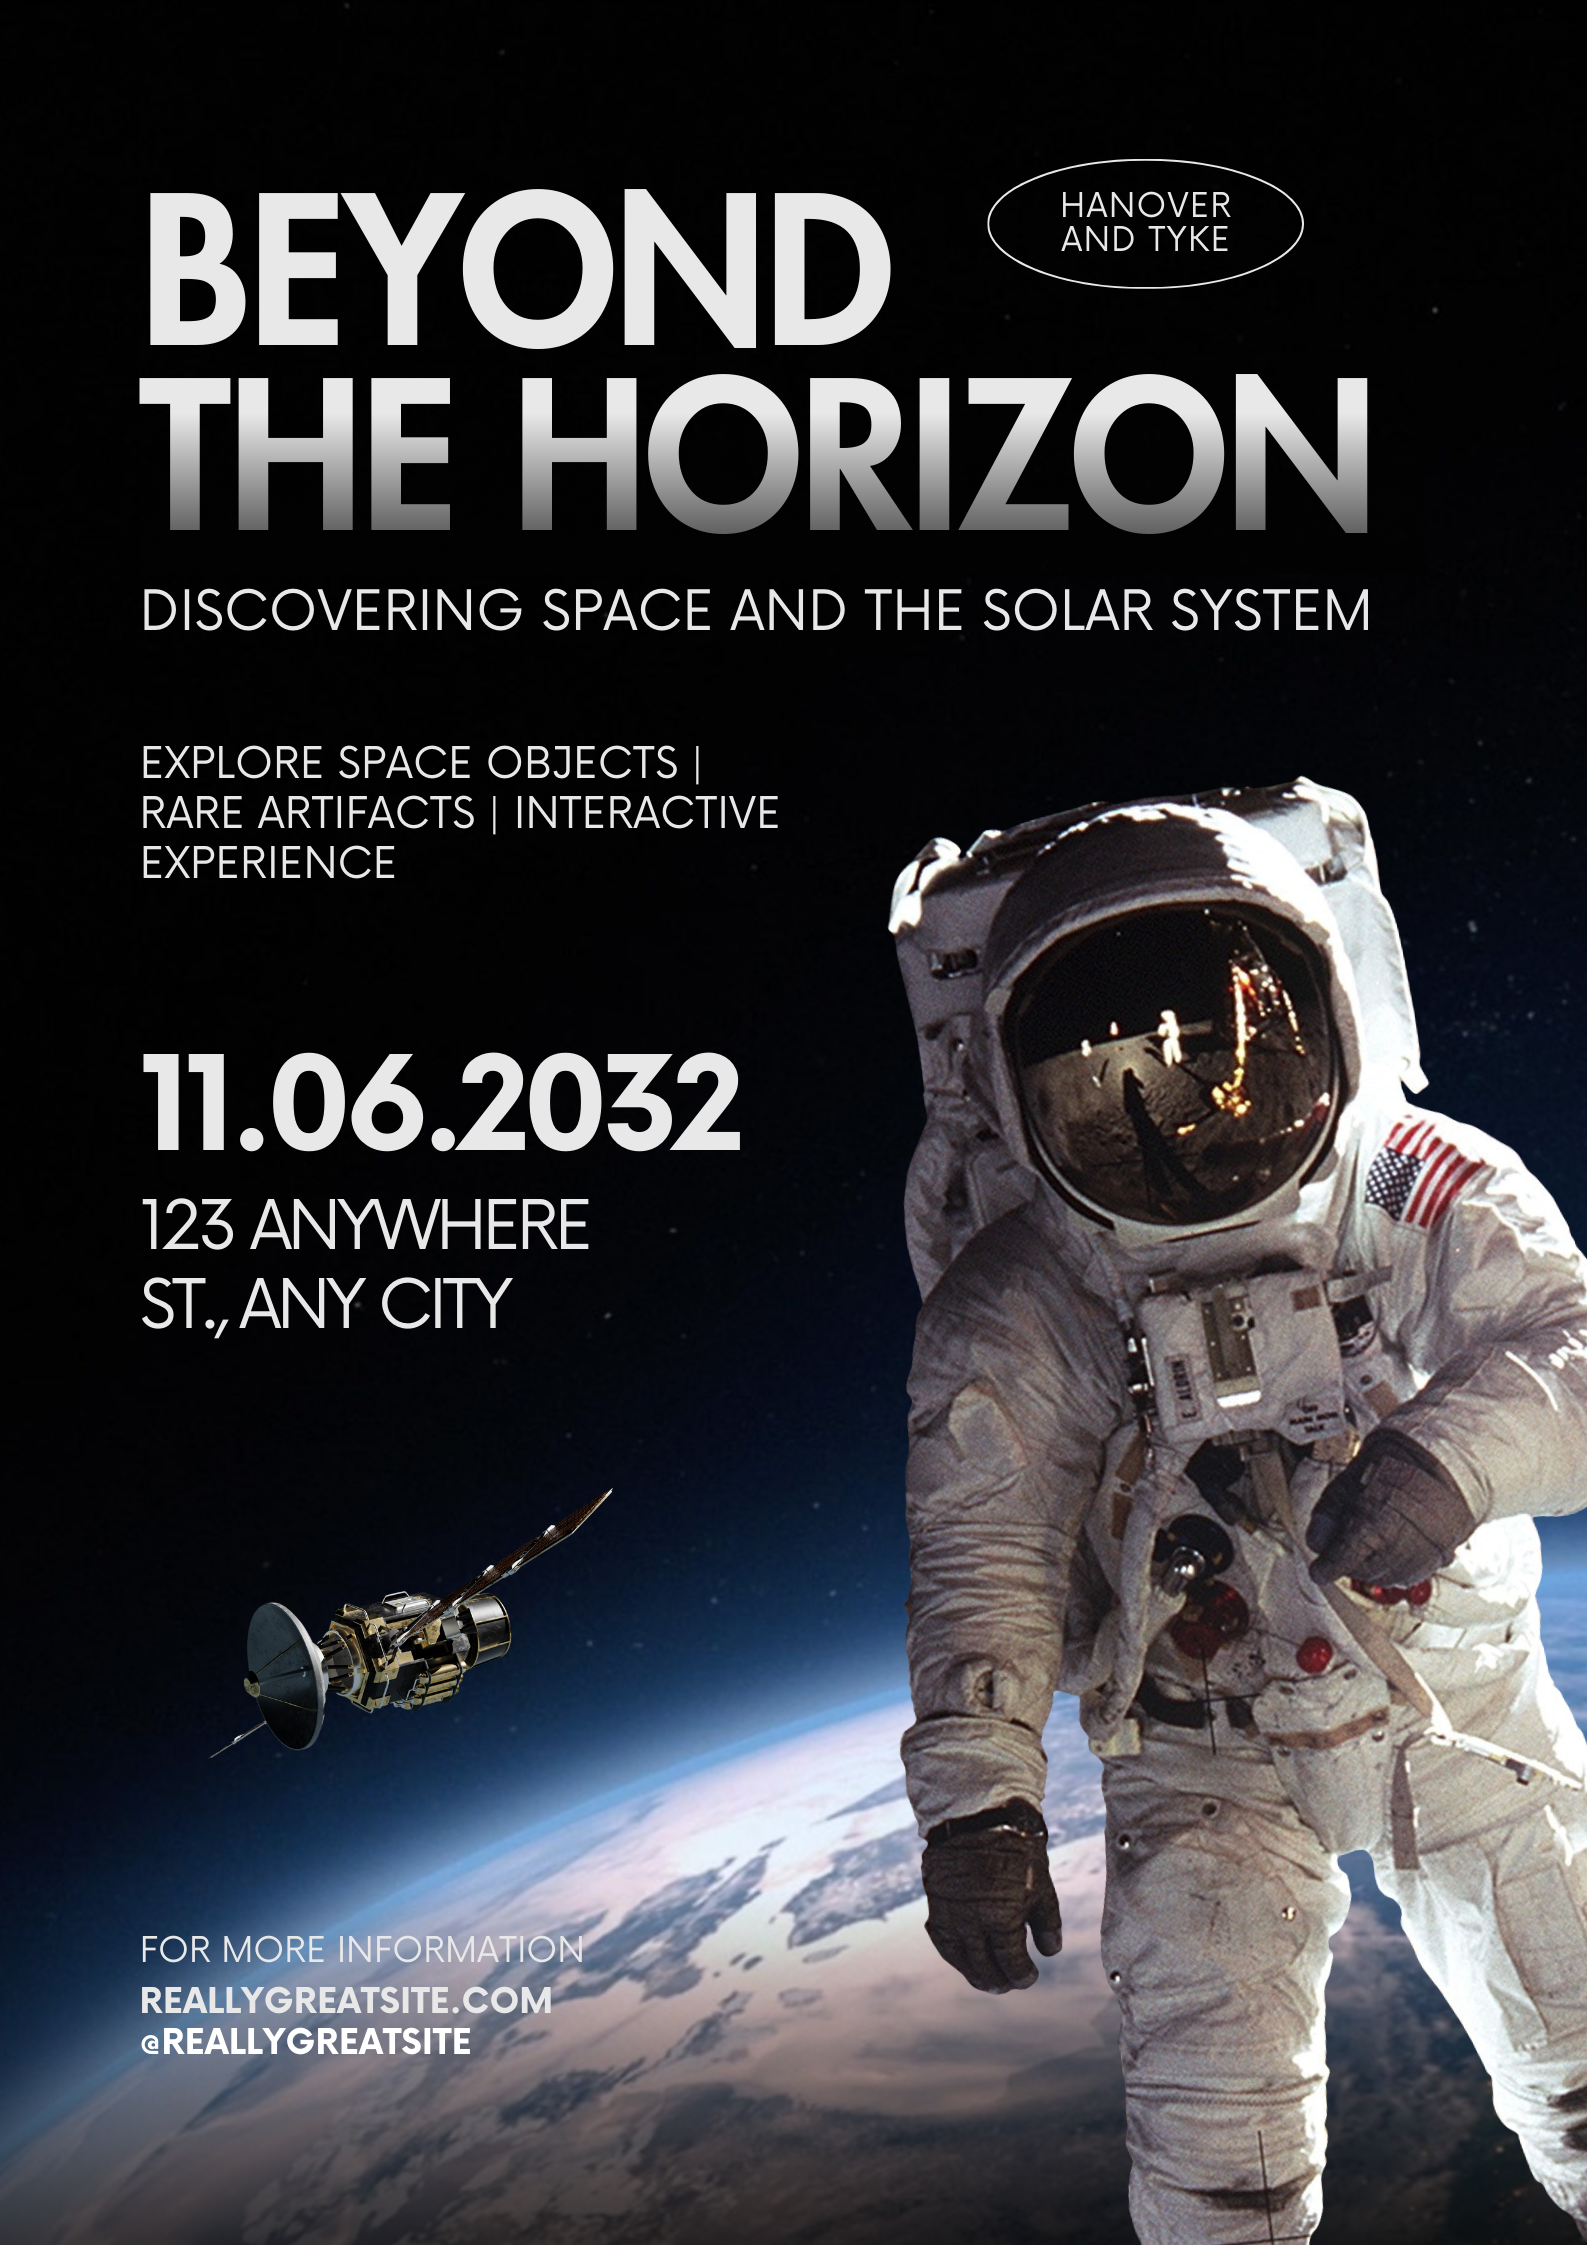 BEYOND
HANOVER
AND TYKE
THE HORIZON
DISCOVERING SPACE AND THE SOLAR SYSTEM
EXPLORE SPACE OBJECTS |
RARE ARTIFACTS | INTERACTIVE
EXPERIENCE
11.06.2032
123 ANYWHERE
ST., ANY CITY
E. ALDRIN
FOR MORE INFORMATION
REALLYGREATSITE.COM
@REALLYGREATSITE